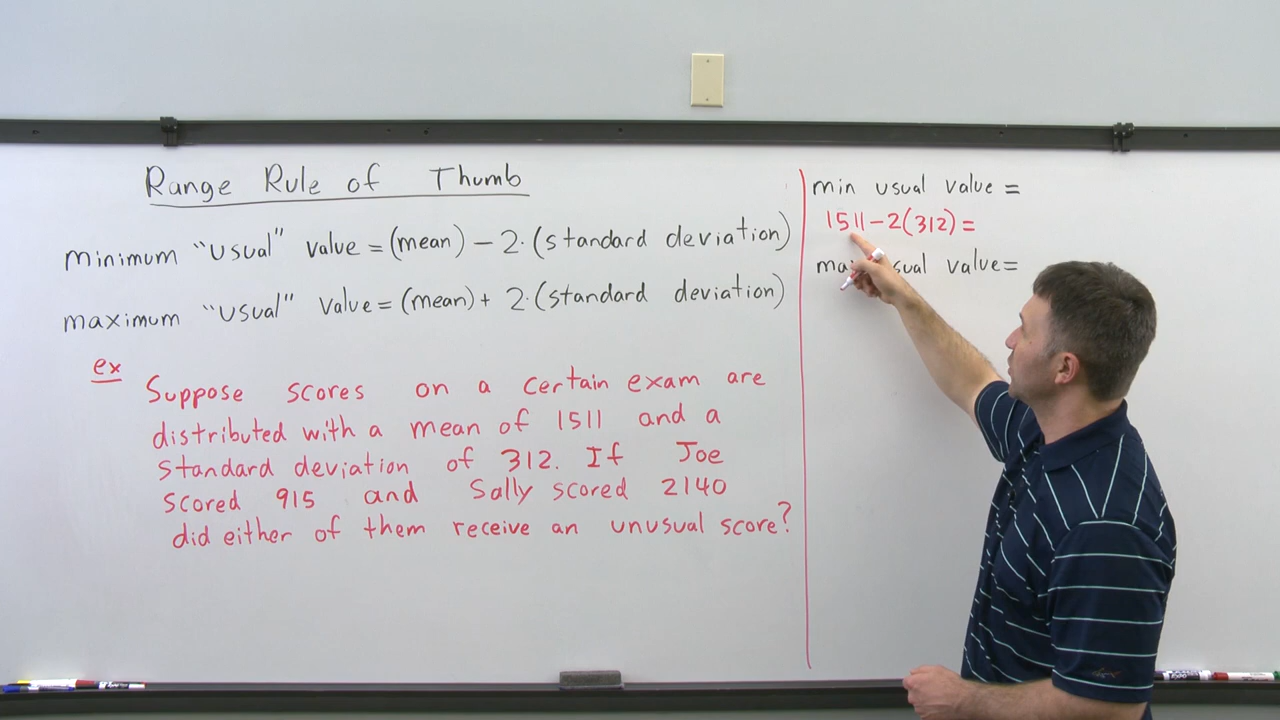 Range Rule of Thumb
minimum "usual" value = (mean) − 2·(standard deviation)
maximum "usual" value = (mean) + 2·(standard deviation)
ex
Suppose scores on a certain exam are
distributed with a mean of 1511 and a
standard deviation of 312. If Joe
scored 915 and Sally scored 2140
did either of them receive an unusual score?
min usual value =
1511 − 2(312) =
usual value =